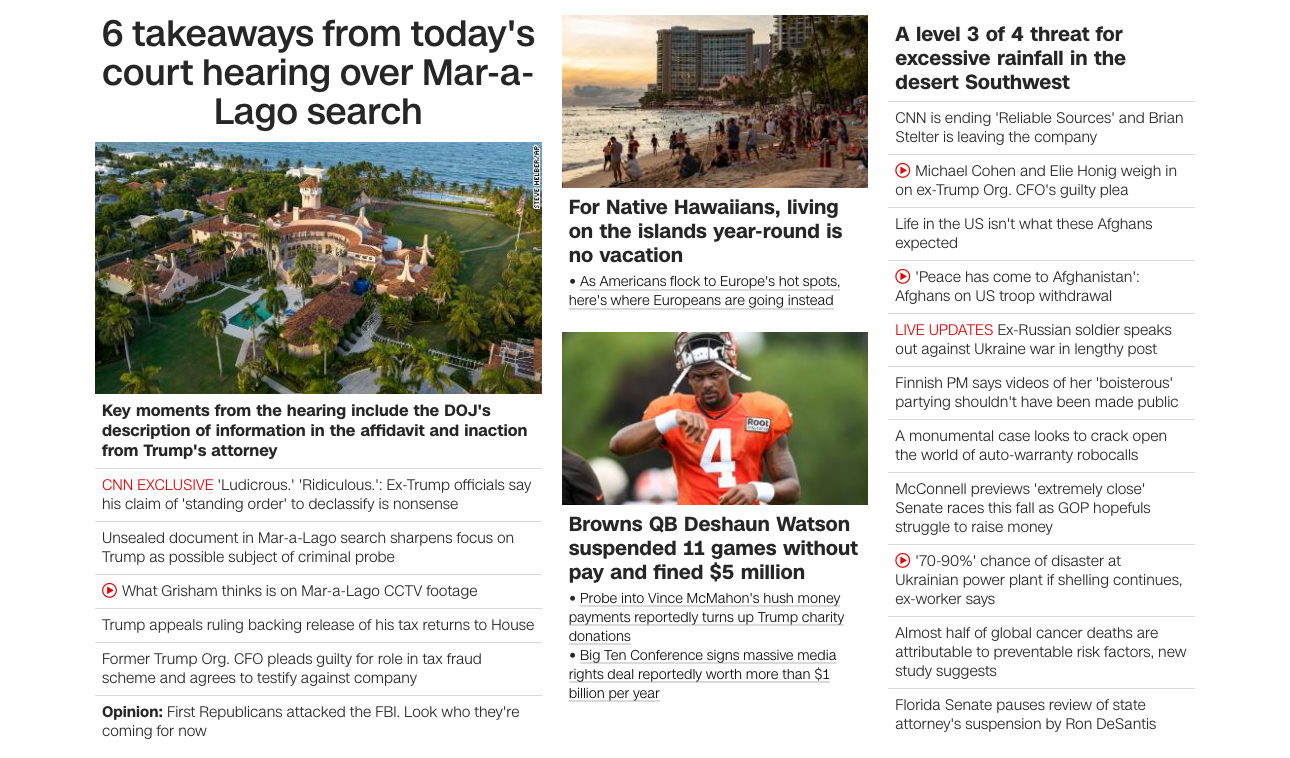 6 takeaways from today's
court hearing over Mar-a-
Lago search
STEVE HELBER/AP
Key moments from the hearing include the DOJ's
description of information in the affidavit and inaction
from Trump's attorney
CNN EXCLUSIVE 'Ludicrous.' 'Ridiculous.': Ex-Trump officials say
his claim of 'standing order' to declassify is nonsense
Unsealed document in Mar-a-Lago search sharpens focus on
Trump as possible subject of criminal probe
What Grisham thinks is on Mar-a-Lago CCTV footage
Trump appeals ruling backing release of his tax returns to House
Former Trump Org. CFO pleads guilty for role in tax fraud
scheme and agrees to testify against company
Opinion: First Republicans attacked the FBI. Look who they're
coming for now
For Native Hawaiians, living
on the islands year-round is
no vacation
• As Americans flock to Europe's hot spots,
here's where Europeans are going instead
Root
4
Browns QB Deshaun Watson
suspended 11 games without
pay and fined $5 million
• Probe into Vince McMahon's hush money
payments reportedly turns up Trump charity
donations
• Big Ten Conference signs massive media
rights deal reportedly worth more than $1
billion per year
A level 3 of 4 threat for
excessive rainfall in the
desert Southwest
CNN is ending 'Reliable Sources' and Brian
Stelter is leaving the company
Michael Cohen and Elie Honig weigh in
on ex-Trump Org. CFO's guilty plea
Life in the US isn't what these Afghans
expected
'Peace has come to Afghanistan':
Afghans on US troop withdrawal
LIVE UPDATES Ex-Russian soldier speaks
out against Ukraine war in lengthy post
Finnish PM says videos of her 'boisterous'
partying shouldn't have been made public
A monumental case looks to crack open
the world of auto-warranty robocalls
McConnell previews 'extremely close'
Senate races this fall as GOP hopefuls
struggle to raise money
'70-90%' chance of disaster at
Ukrainian power plant if shelling continues,
ex-worker says
Almost half of global cancer deaths are
attributable to preventable risk factors, new
study suggests
Florida Senate pauses review of state
attorney's suspension by Ron DeSantis